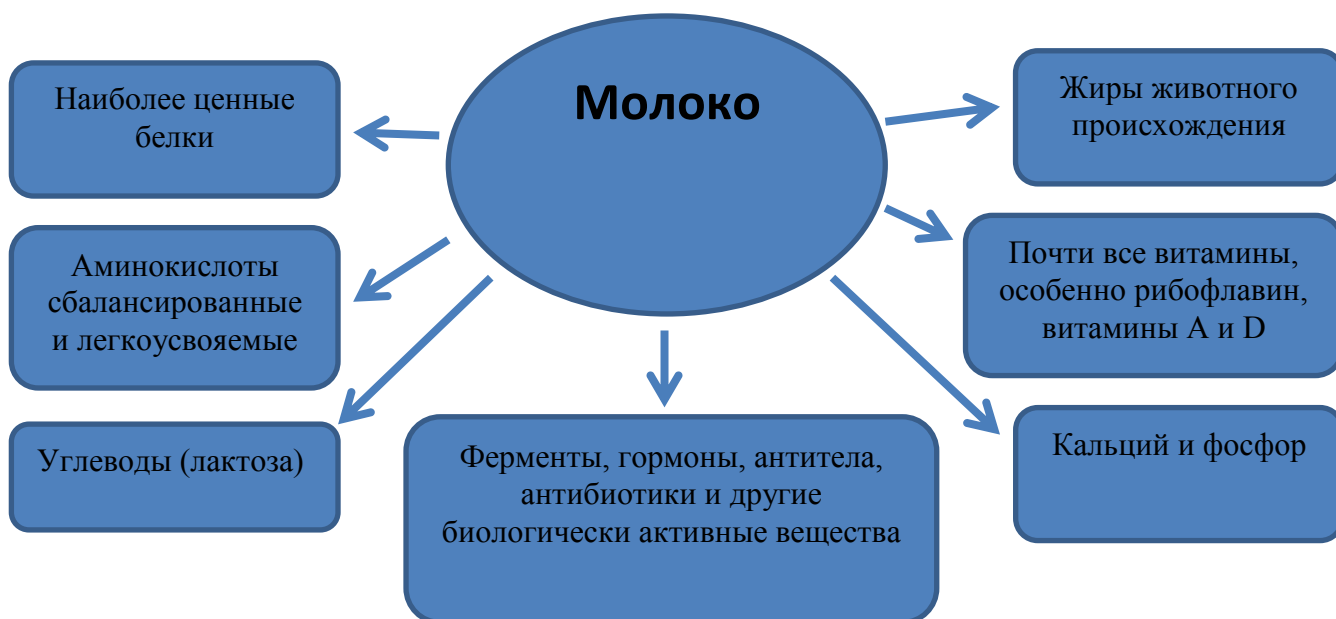 Молоко
Наиболее ценные
белки
Жиры животного
происхождения
Аминокислоты
сбалансированные
и легкоусвояемые
Почти все витамины,
особенно рибофлавин,
витамины А и D
Углеводы (лактоза)
Ферменты, гормоны, антитела,
антибиотики и другие
биологически активные вещества
Кальций и фосфор